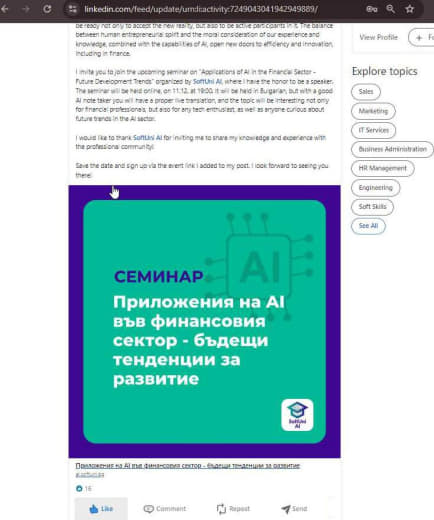 linkedin.com/feed/update/urn:li:activity:7249043041942949889/
be ready not only to accept the new reality, but also to be active participants in it. The balance
between human entrepreneurial spirit and the moral consideration of our experience and
knowledge, combined with the capabilities of AI, open new doors to efficiency and innovation,
including in finance.
I invite you to join the upcoming seminar on "Applications of AI in the Financial Sector -
Future Development Trends" organized by SoftUni AI, where I have the honor to be a speaker.
The seminar will be held online, on 11.12, at 19:00. It will be held in Bulgarian, but with a good
AI note taker you will have a proper live translation, and the topic will be interesting not only
for financial professionals, but also for any tech enthusiast, as well as anyone curious about
future trends in the AI sector.
I would like to thank SoftUni AI for inviting me to share my knowledge and experience with
the professional community!
Save the date and sign up via the event link I added to my post. I look forward to seeing you
there!
AI
СЕМИНАР
Приложения на AI
във финансовия
сектор - бъдещи
тенденции за
развитие
SoftUni
AI
Приложения на AI във финансовия сектор - бъдещи тенденции за развитие
ai.softuni.bg
16
Like
Comment
Repost
Send
View Profile
+ Fo
Explore topics
Sales
Marketing
IT Services
Business Administration
HR Management
Engineering
Soft Skills
See All